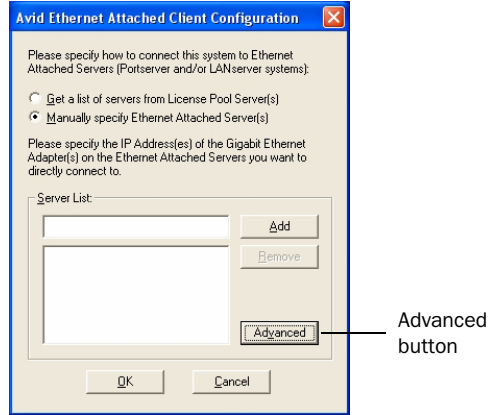 Avid Ethernet Attached Client Configuration
Please specify how to connect this system to Ethernet
Attached Servers (Portserver and/or LANserver systems):
Get a list of servers from License Pool Server(s)
Manually specify Ethernet Attached Server(s)
Please specify the IP Address(es) of the Gigabit Ethernet
Adapter(s) on the Ethernet Attached Servers you want to
directly connect to.
Server List:
Add
Remove
Advanced
Advanced
button
OK
Cancel